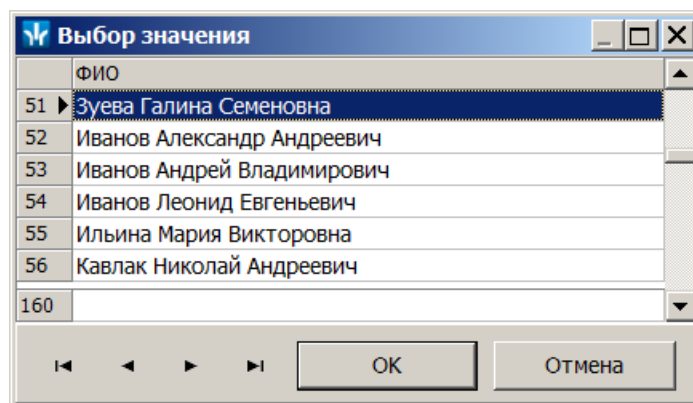 Выбор значения
ФИО
51 Зуева Галина Семеновна
52 Иванов Александр Андреевич
53 Иванов Андрей Владимирович
54 Иванов Леонид Евгеньевич
55 Ильина Мария Викторовна
56 Кавлак Николай Андреевич
160
OK Отмена